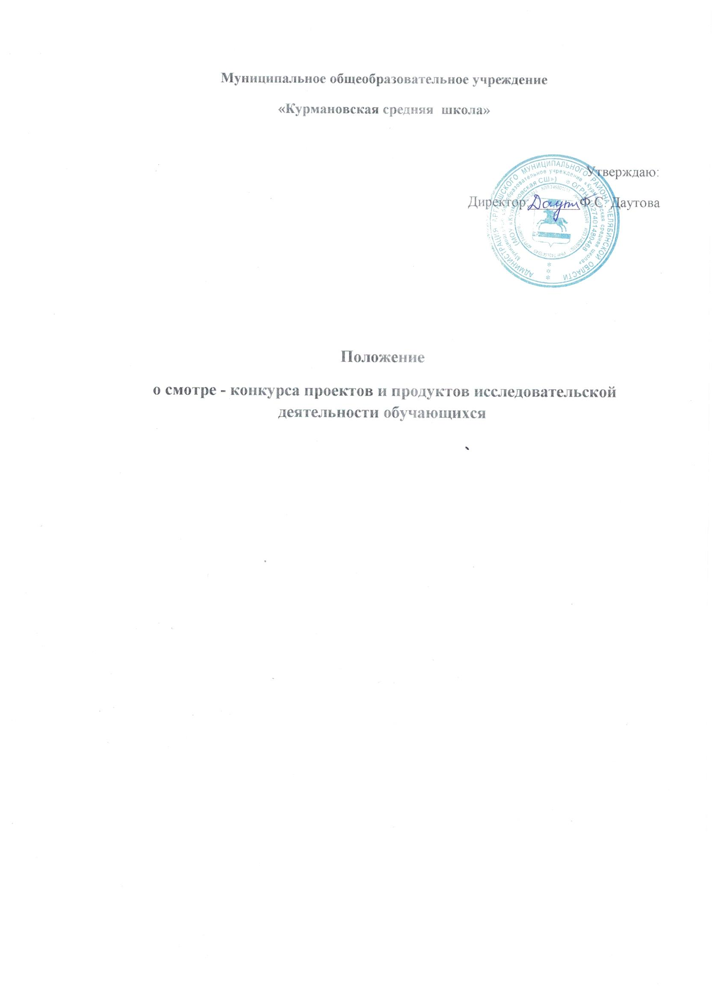 Муниципальное общеобразовательное учреждение
«Курмановская средняя  школа»
Утверждаю:
Директор Даут Ф.С. Даутова
АДМИНИСТРАЦИЯ АРГАЯШСКОГО МУНИЦИПАЛЬНОГО РАЙОНА ЧЕЛЯБИНСКОЙ ОБЛАСТИ
Муниципальное общеобразовательное учреждение «Курмановская средняя школа»
(МОУ «Курмановская СШ») * ОГРН 1027401480468
* * *
Положение
о смотре - конкурса проектов и продуктов исследовательской
деятельности обучающихся